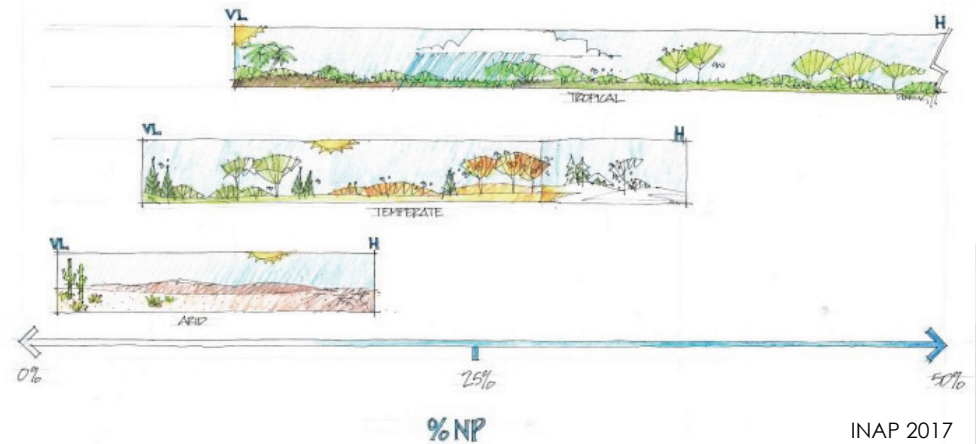 VL H
TROPICAL
VL H
TEMPERATE
VL H
ARID
0% 25% 50%
% NP
INAP 2017